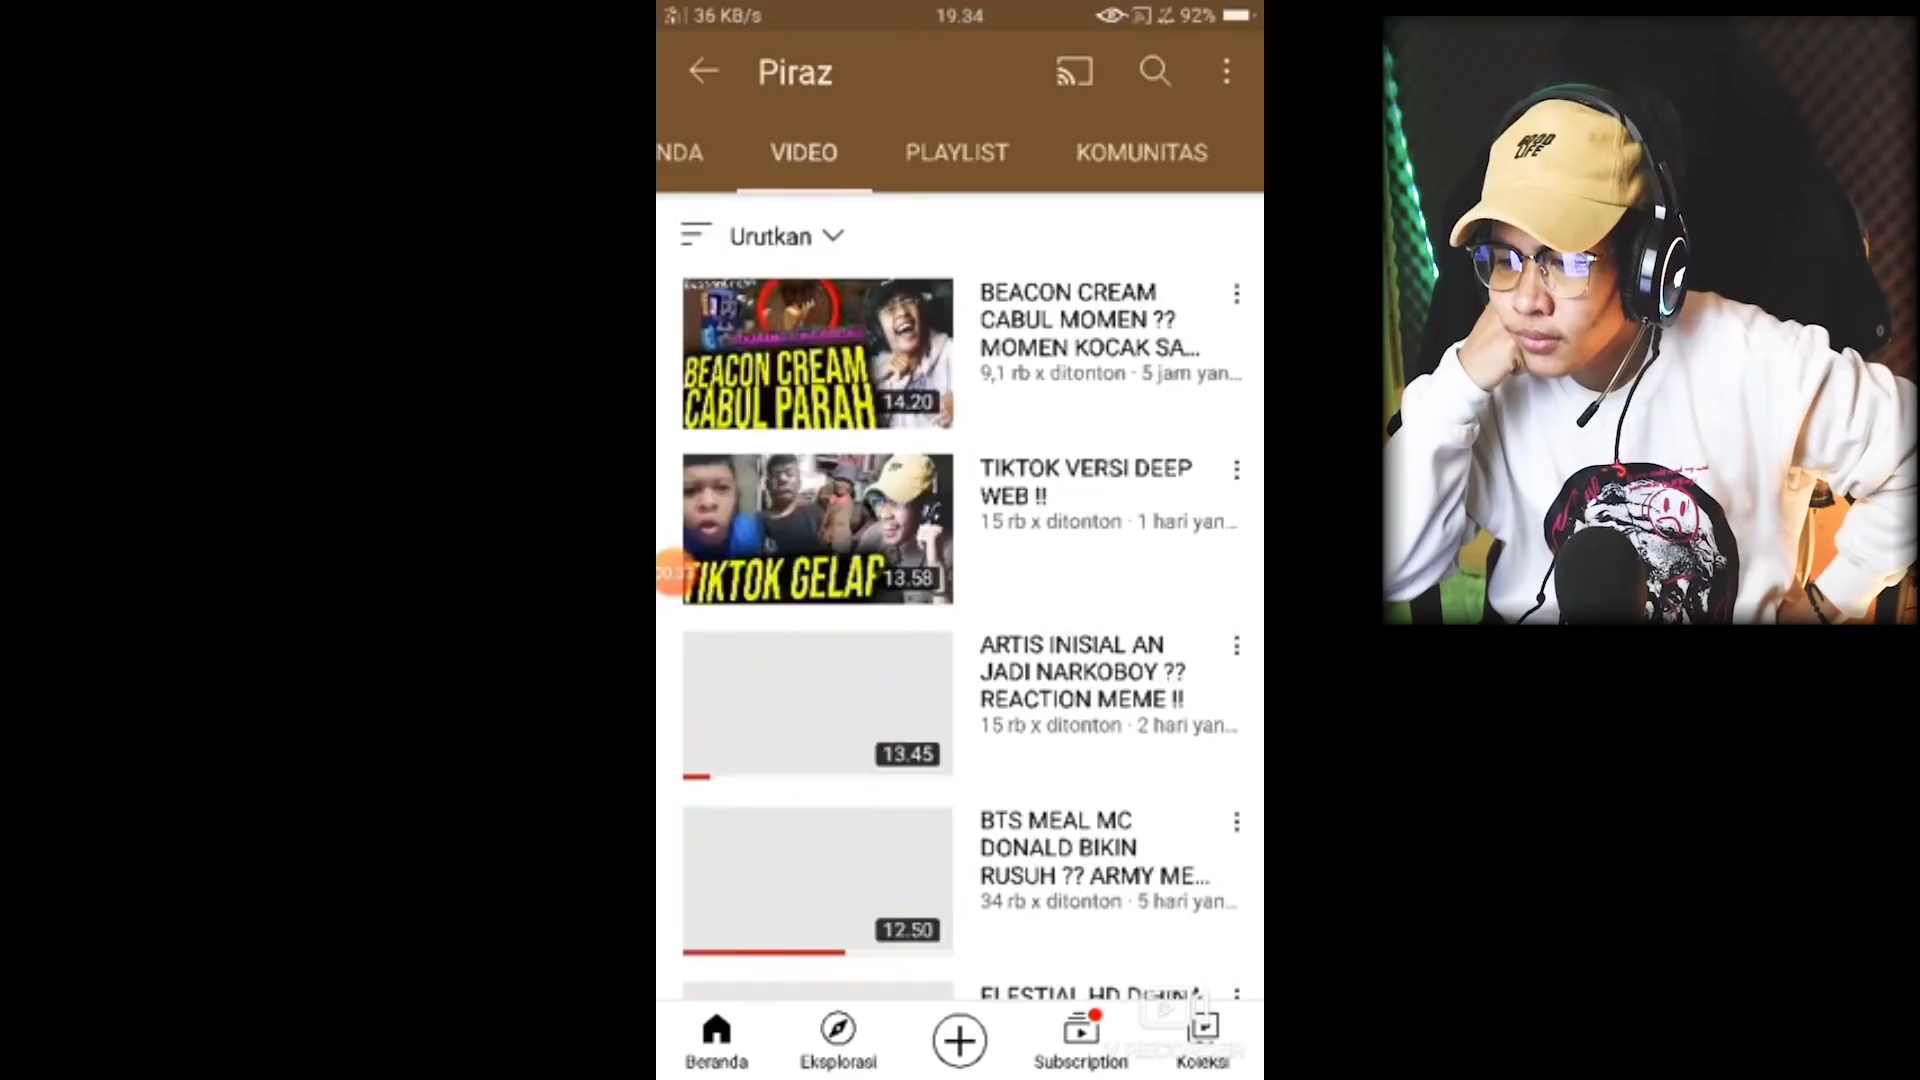 36 KB/s 19.34 92%
Piraz
NDA VIDEO PLAYLIST KOMUNITAS
Urutkan
BEACON CREAM
CABUL PARAH
14.20
BEACON CREAM
CABUL MOMEN ??
MOMEN KOCAK SA...
9,1 rb x ditonton · 5 jam yan...
TIKTOK GELAP
13.58
TIKTOK VERSI DEEP
WEB !!
15 rb x ditonton · 1 hari yan...
00:33
13.45
ARTIS INISIAL AN
JADI NARKOBOY ??
REACTION MEME !!
15 rb x ditonton · 2 hari yan...
12.50
BTS MEAL MC
DONALD BIKIN
RUSUH ?? ARMY ME...
34 rb x ditonton · 5 hari yan...
Beranda Eksplorasi Subscription Koleksi
GOOD
LIFE